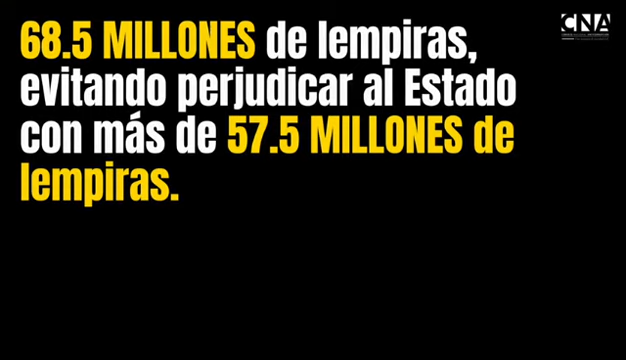 68.5 MILLONES de lempiras,
evitando perjudicar al Estado
con más de 57.5 MILLONES de
lempiras.
CNA